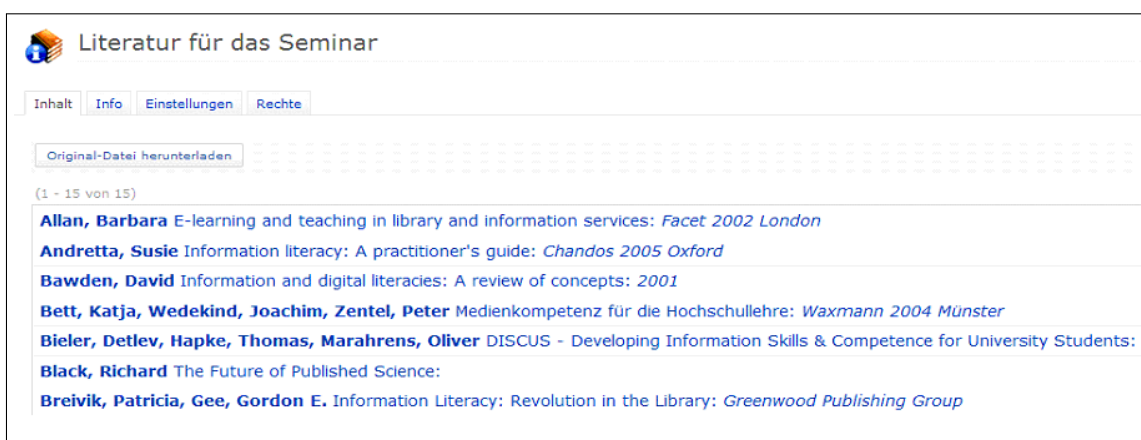 Literatur für das Seminar
Inhalt Info Einstellungen Rechte
Original-Datei herunterladen
(1 - 15 von 15)
Allan, Barbara E-learning and teaching in library and information services: Facet 2002 London
Andretta, Susie Information literacy: A practitioner's guide: Chandos 2005 Oxford
Bawden, David Information and digital literacies: A review of concepts: 2001
Bett, Katja, Wedekind, Joachim, Zentel, Peter Medienkompetenz für die Hochschullehre: Waxmann 2004 Münster
Bieler, Detlev, Hapke, Thomas, Marahrens, Oliver DISCUS - Developing Information Skills & Competence for University Students:
Black, Richard The Future of Published Science:
Breivik, Patricia, Gee, Gordon E. Information Literacy: Revolution in the Library: Greenwood Publishing Group